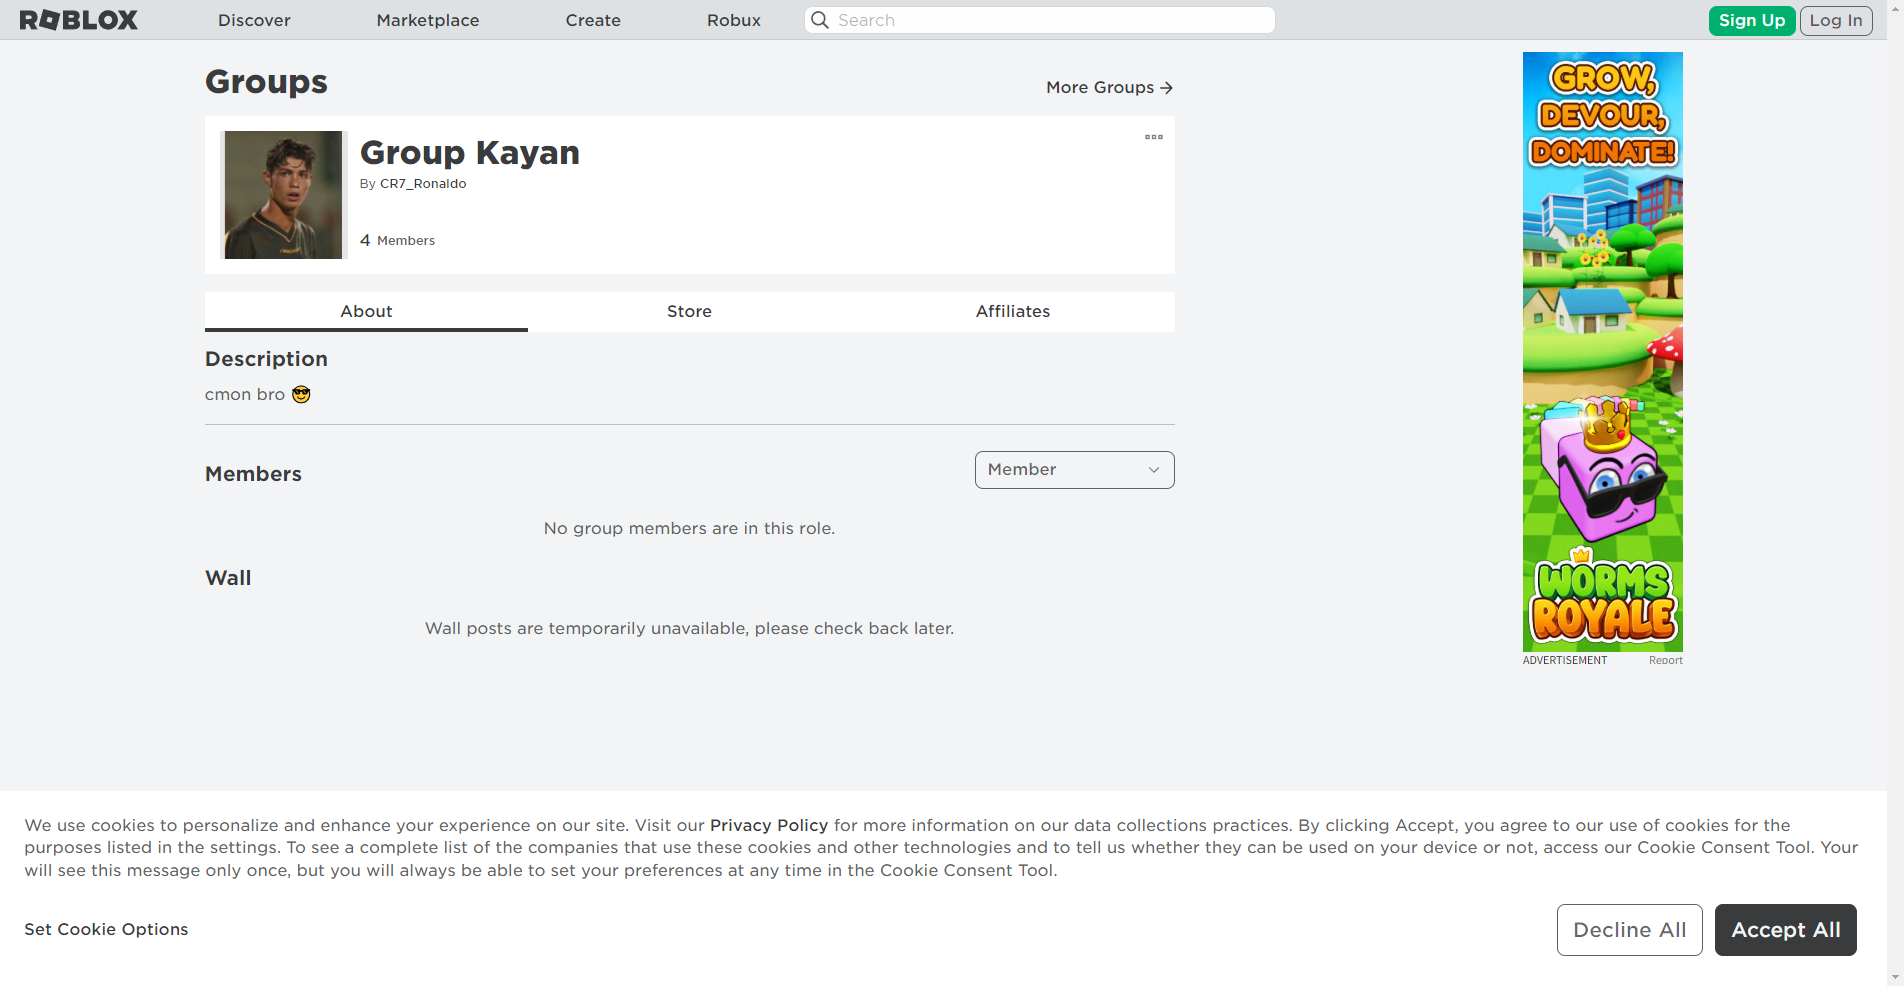 ROBLOX
Discover
Marketplace
Create
Robux
Search
Sign Up
Log In
Groups
More Groups →
Group Kayan
By CR7_Ronaldo
4 Members
About
Store
Affiliates
Description
cmon bro 😎
Members
Member
No group members are in this role.
Wall
Wall posts are temporarily unavailable, please check back later.
GROW,
DEVOUR,
DOMINATE!
WORMS
ROYALE
ADVERTISEMENT
Report
We use cookies to personalize and enhance your experience on our site. Visit our Privacy Policy for more information on our data collections practices. By clicking Accept, you agree to our use of cookies for the
purposes listed in the settings. To see a complete list of the companies that use these cookies and other technologies and to tell us whether they can be used on your device or not, access our Cookie Consent Tool. Your
will see this message only once, but you will always be able to set your preferences at any time in the Cookie Consent Tool.
Set Cookie Options
Decline All
Accept All